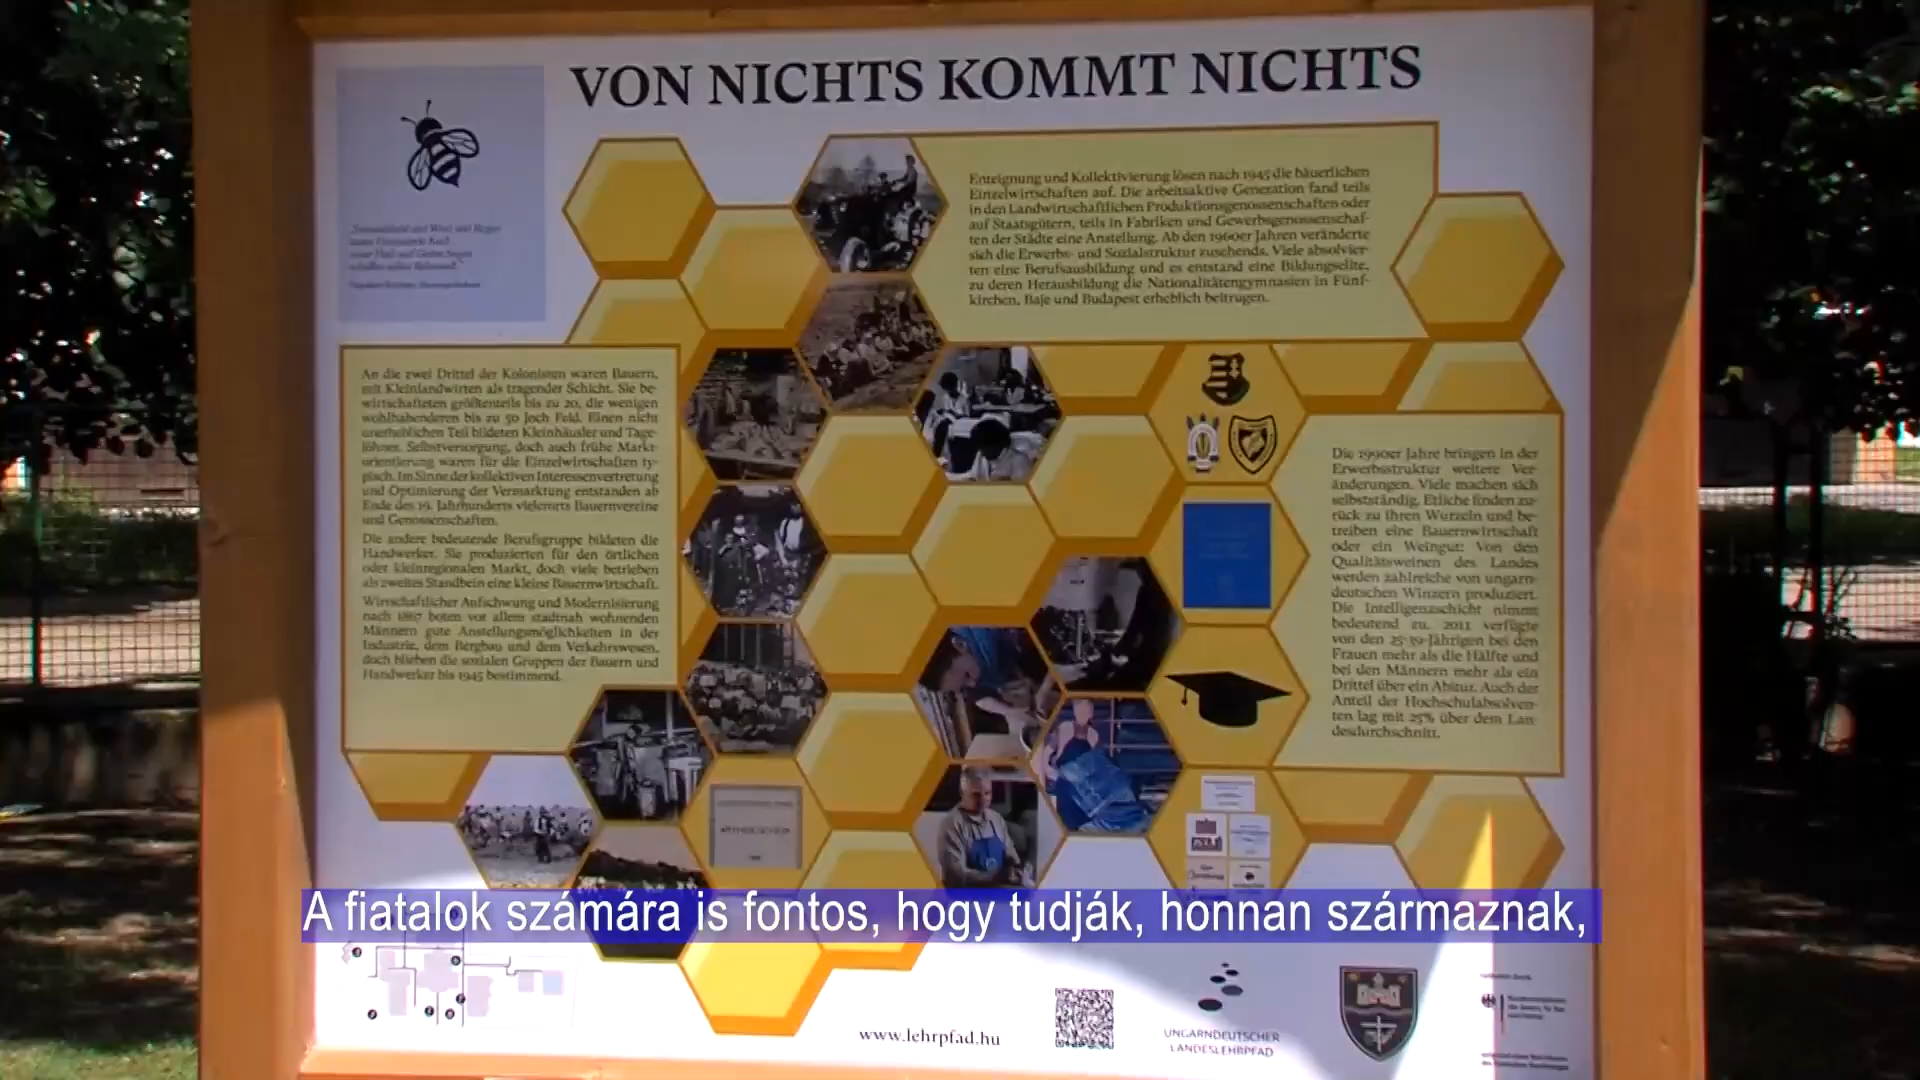 VON NICHTS KOMMT NICHTS
Enteignung und Kollektivierung lösen nach 1945 die bäuerlichen
Einzelwirtschaften auf. Die arbeitsaktive Generation fand teils
in den Landwirtschaftlichen Produktionsgenossenschaften oder
auf Staatsgütern, teils in Fabriken und Gewerbsgenossenschaf-
ten der Städte eine Anstellung. Ab den 1960er Jahren veränderte
sich die Erwerbs- und Sozialstruktur zusehends. Viele absolvier-
ten eine Berufsausbildung und es entstand eine Bildungselite,
zu deren Herausbildung die Nationalitätengymnasien in Fünf-
kirchen, Baje und Budapest erheblich beitrugen.
An die zwei Drittel der Kolonisten waren Bauern,
mit Kleinlandwirten als tragender Schicht. Sie be-
wirtschafteten größtenteils bis zu 20, die wenigen
wohlhabenderen bis zu 50 Joch Feld. Einen nicht
unerheblichen Teil bildeten Kleinhäusler und Tage-
löhner. Selbstversorgung, doch auch frühe Markt-
orientierung waren für die Einzelwirtschaften ty-
pisch. Im Sinne der kollektiven Interessenvertretung
und Optimierung der Vermarktung entstanden ab
Ende des 19. Jahrhunderts vielerorts Bauernvereine
und Genossenschaften.
Die andere bedeutende Berufsgruppe bildeten die
Handwerker. Sie produzierten für den örtlichen
oder kleinregionalen Markt, doch viele betrieben
als zweites Standbein eine kleine Bauernwirtschaft.
Wirtschaftlicher Aufschwung und Modernisierung
nach 1867 boten vor allem stadtnah wohnenden
Männern gute Anstellungsmöglichkeiten in der
Industrie, dem Bergbau und dem Verkehrswesen,
doch blieben die sozialen Gruppen der Bauern und
Handwerker bis 1945 bestimmend.
Die 1990er Jahre bringen in der
Erwerbsstruktur weitere Ver-
änderungen. Viele machen sich
selbstständig. Etliche finden zu-
rück zu ihren Wurzeln und be-
treiben eine Bauernwirtschaft
oder ein Weingut: Von den
Qualitätsweinen des Landes
werden zahlreiche von ungarn-
deutschen Winzern produziert.
Die Intelligenzschicht nimmt
bedeutend zu. 2011 verfügte
von den 25-19-Jährigen bei den
Frauen mehr als die Hälfte und
bei den Männern mehr als ein
Drittel über ein Abitur. Auch der
Anteil der Hochschulabsolven-
ten lag mit 25% über dem Lan-
desdurchschnitt.
A fiatalok számára is fontos, hogy tudják, honnan származnak,
www.lehrpfad.hu
UNGARNDEUTSCHER
LANDESLEHRPFAD